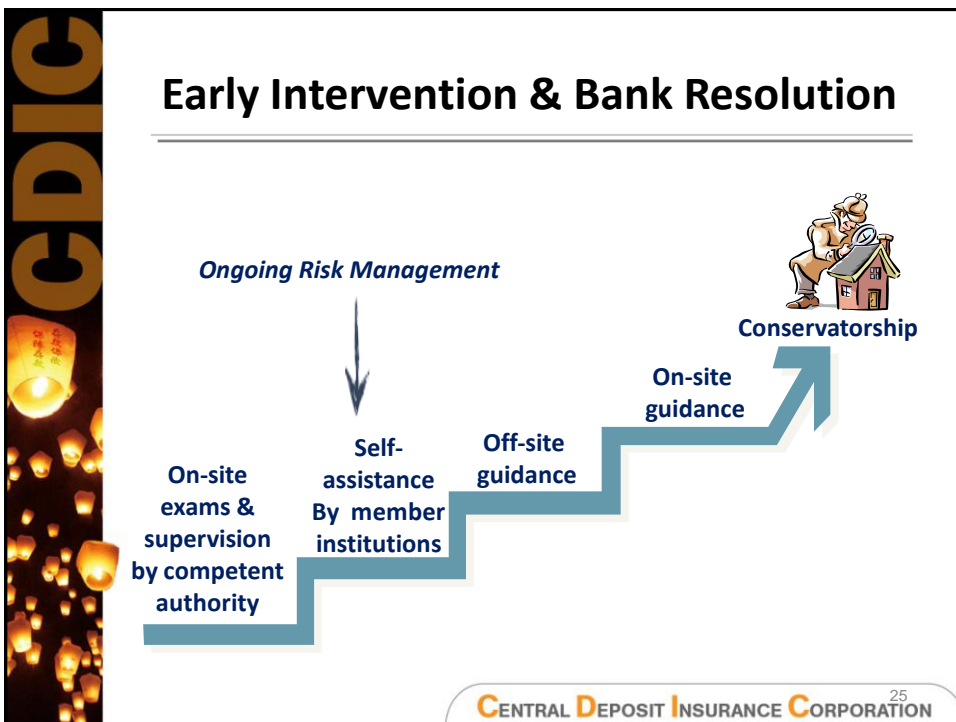 CDIC
Early Intervention & Bank Resolution
Ongoing Risk Management
Conservatorship
On-site
guidance
Off-site
guidance
Self-
assistance
By member
institutions
On-site
exams &
supervision
by competent
authority
25
CENTRAL DEPOSIT INSURANCE CORPORATION